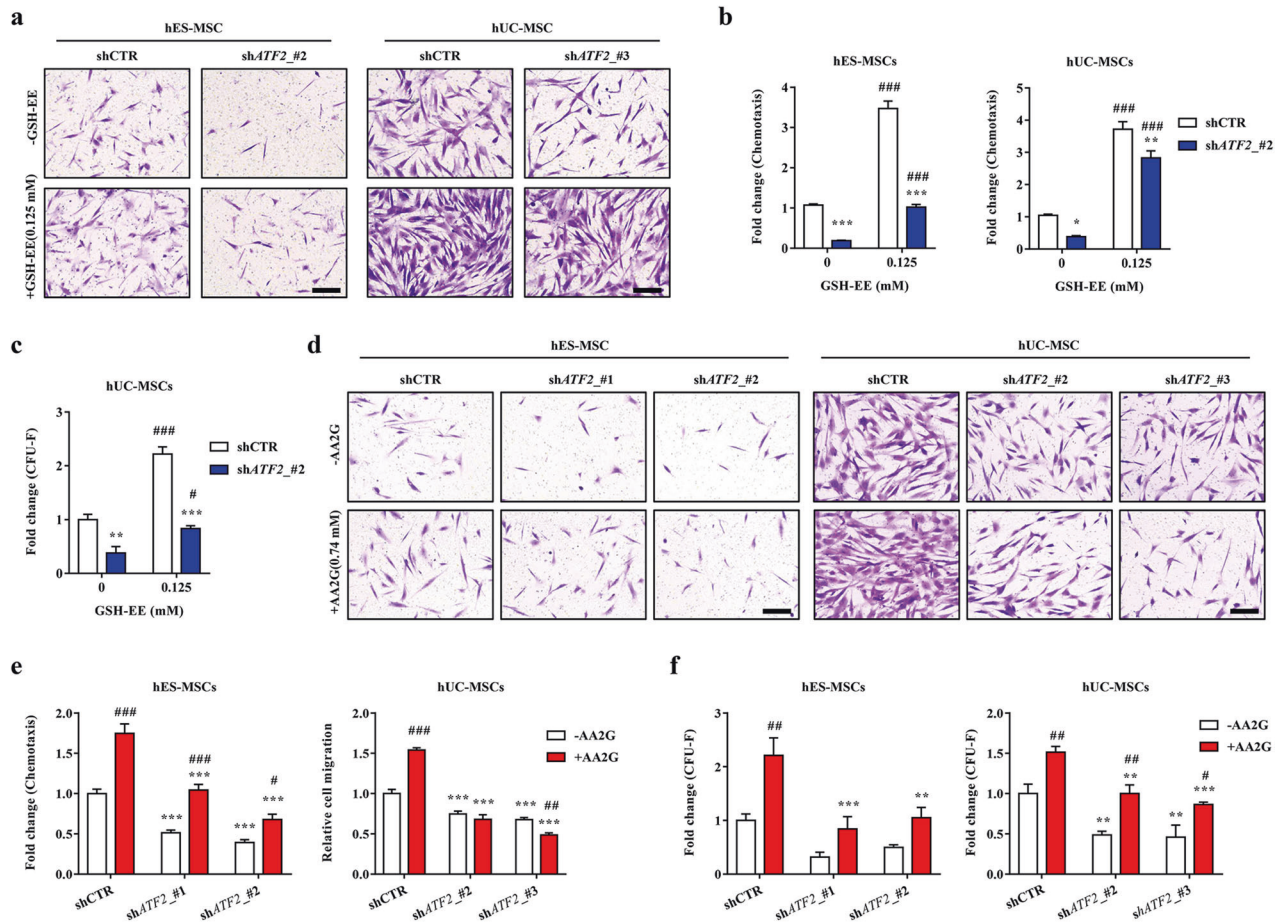 a
hES-MSC
hUC-MSC
shCTR
shATF2_#2
shCTR
shATF2_#3
-GSH-EE
+GSH-EE(0.125 mM)
b
hES-MSCs
Fold change (Chemotaxis)
4
3
2
1
0
***
###
###
***
0
0.125
GSH-EE (mM)
hUC-MSCs
Fold change (Chemotaxis)
5
4
3
2
1
0
*
###
###
**
0
0.125
GSH-EE (mM)
shCTR
shATF2_#2
c
hUC-MSCs
Fold change (CFU-F)
3
2
1
0
**
###
#
***
0
0.125
GSH-EE (mM)
shCTR
shATF2_#2
d
hES-MSC
hUC-MSC
shCTR
shATF2_#1
shATF2_#2
shCTR
shATF2_#2
shATF2_#3
-AA2G
+AA2G(0.74 mM)
e
hES-MSCs
Fold change (Chemotaxis)
2.0
1.5
1.0
0.5
0.0
###
***
###
***
***
#
***
shCTR
shATF2_#1
shATF2_#2
hUC-MSCs
Relative cell migration
2.0
1.5
1.0
0.5
0.0
###
***
***
***
##
***
shCTR
shATF2_#2
shATF2_#3
-AA2G
+AA2G
f
hES-MSCs
Fold change (CFU-F)
3
2
1
0
##
***
**
shCTR
shATF2_#1
shATF2_#2
hUC-MSCs
Fold change (CFU-F)
2.0
1.5
1.0
0.5
0.0
##
**
##
**
**
#
***
shCTR
shATF2_#2
shATF2_#3
-AA2G
+AA2G